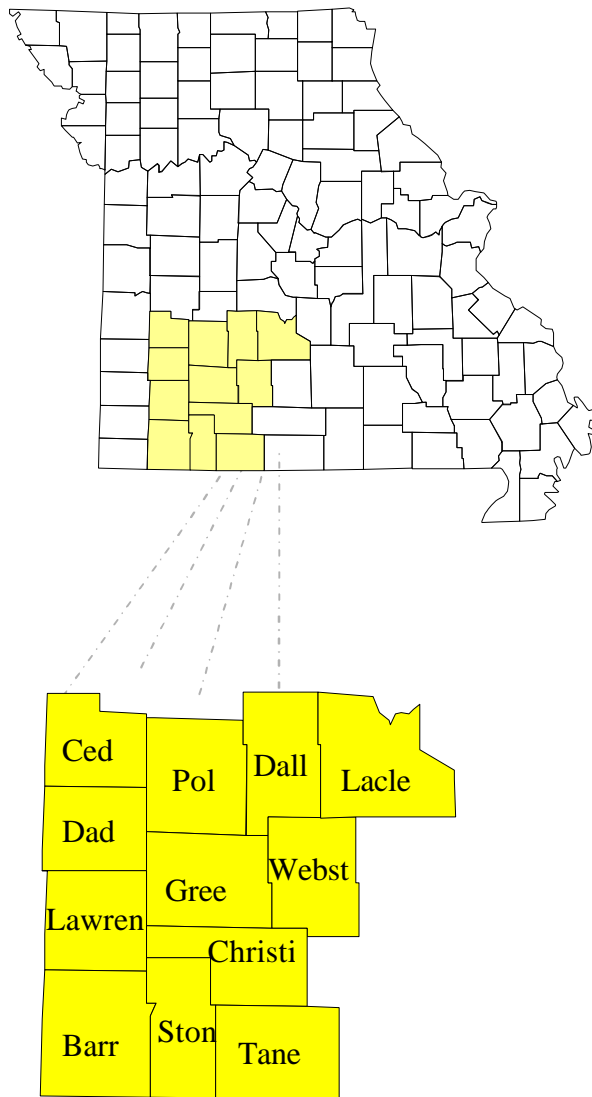 Ced
Pol
Dall
Lacle
Dad
Gree
Webst
Lawren
Christi
Barr
Ston
Tane